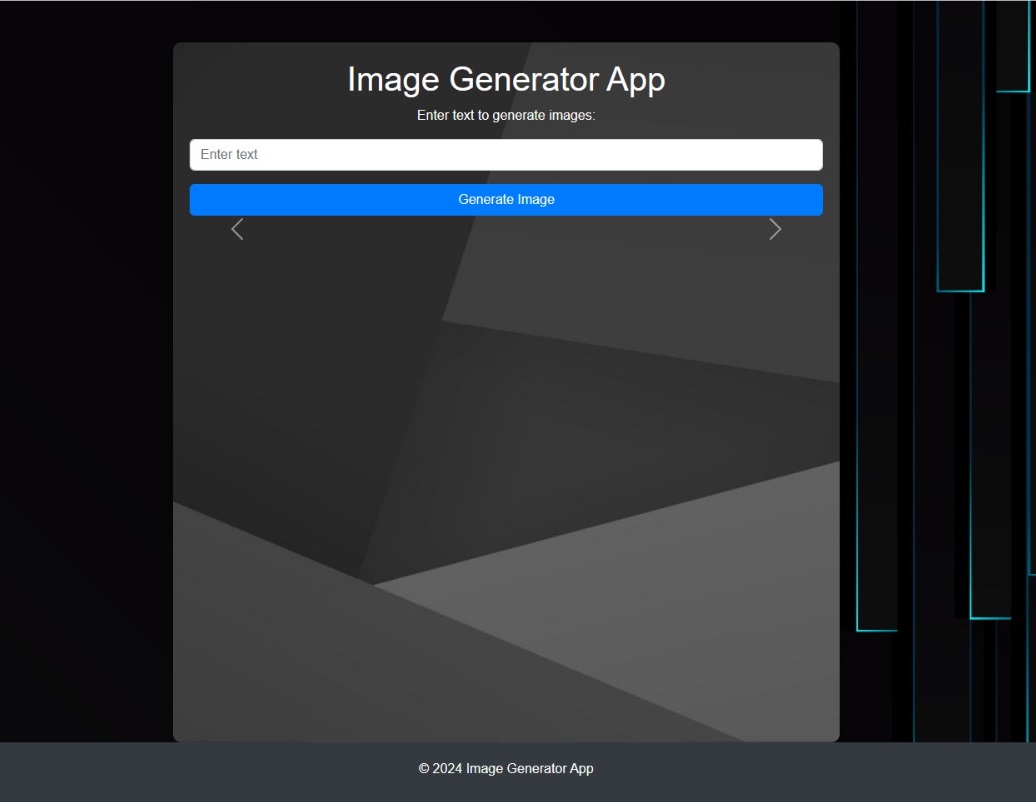 Image Generator App
Enter text to generate images:
Enter text
Generate Image
© 2024 Image Generator App